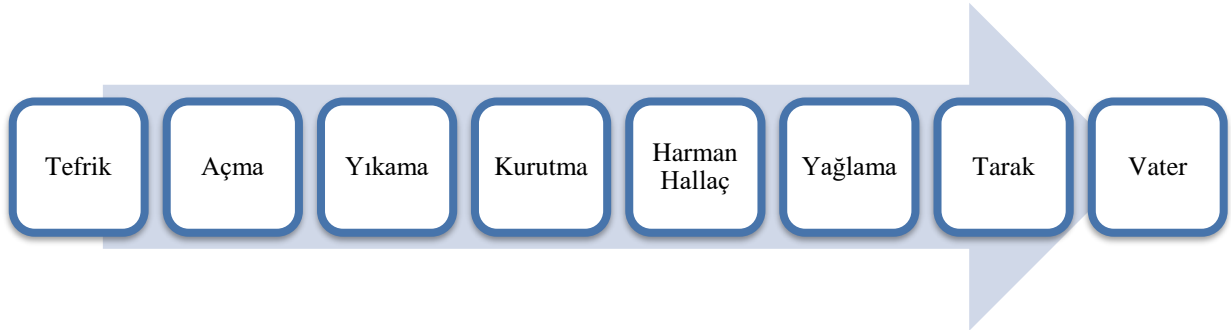 Tefrik
Açma
Yıkama
Kurutma
Harman
Hallaç
Yağlama
Tarak
Vater